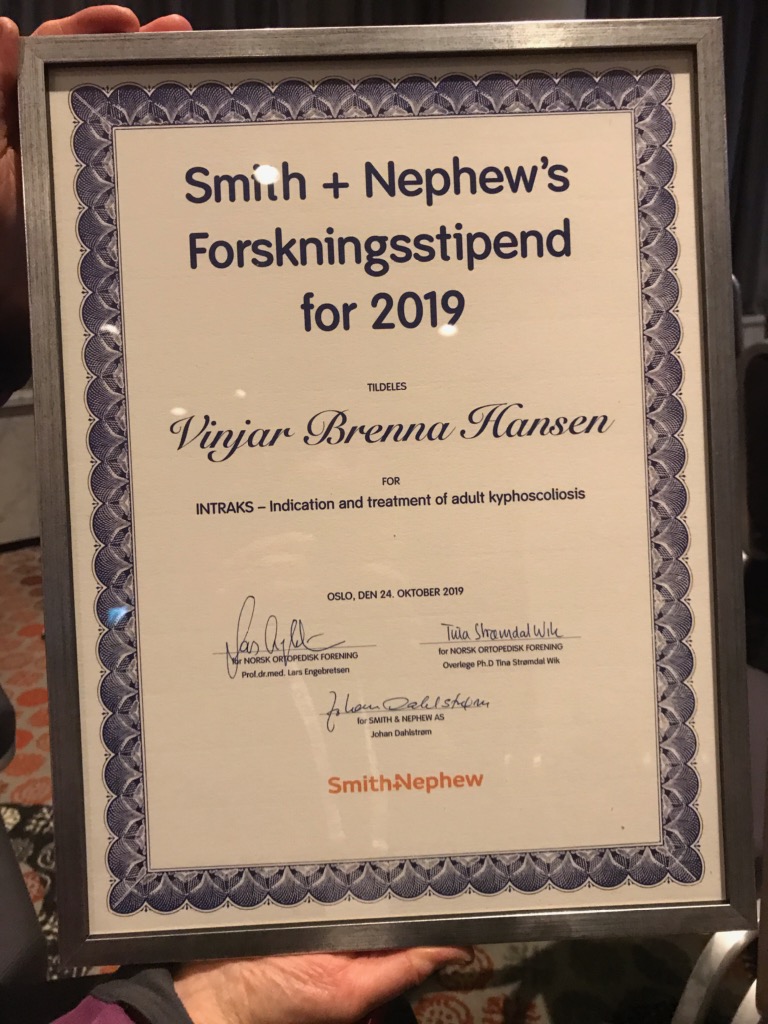 Smith + Nephew's
Forskningsstipend
for 2019
TILDELES
Vinjar Brenna Hansen
FOR
INTRAKS – Indication and treatment of adult kyphoscoliosis
OSLO, DEN 24. OKTOBER 2019
for NORSK ORTOPEDISK FORENING
Prof.dr.med. Lars Engebretsen
Tina Strømdal Wik
for NORSK ORTOPEDISK FORENING
Overlege Ph.D Tina Strømdal Wik
Johan Dahlstrøm
for SMITH & NEPHEW AS
Johan Dahlstrøm
Smith+Nephew